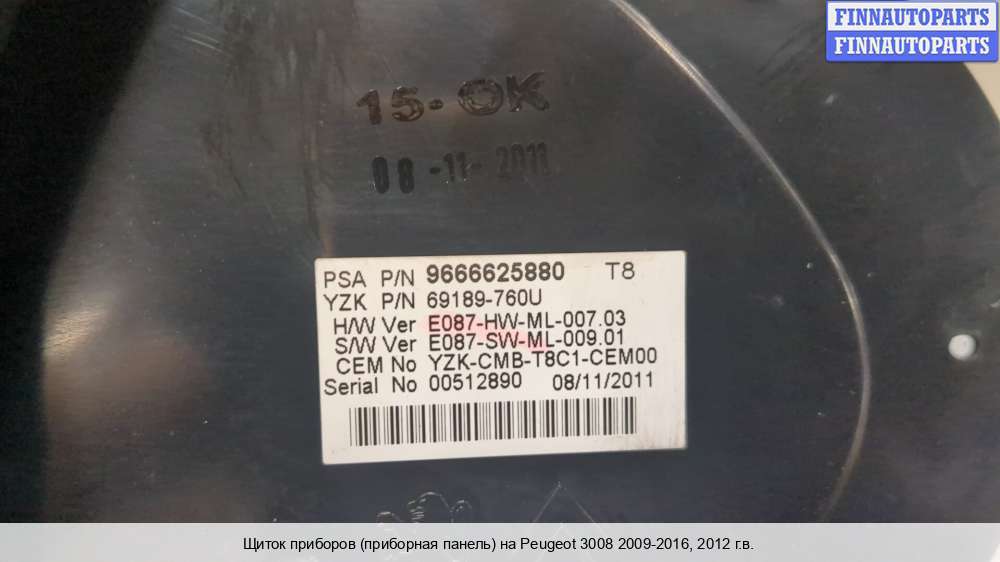 FINNAUTOPARTS
FINNAUTOPARTS
15-OK
08-11-2011
PSA P/N 9666625880 T8
YZK P/N 69189-760U
H/W Ver E087-HW-ML-007.03
S/W Ver E087-SW-ML-009.01
CEM No YZK-CMB-T8C1-CEM00
Serial No 00512890 08/11/2011
Щиток приборов (приборная панель) на Peugeot 3008 2009-2016, 2012 г.в.